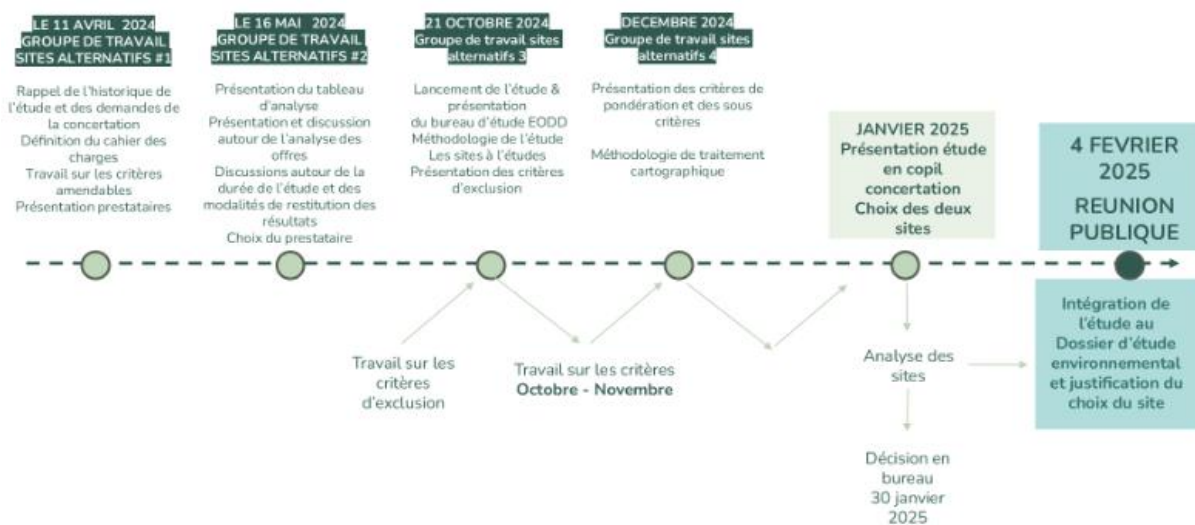 LE 11 AVRIL 2024
GROUPE DE TRAVAIL
SITES ALTERNATIFS #1
Rappel de l'historique de
l'étude et des demandes de
la concertation
Définition du cahier des
charges
Travail sur les critères
amendables
Présentation prestataires
LE 16 MAI 2024
GROUPE DE TRAVAIL
SITES ALTERNATIFS #2
Présentation du tableau
d'analyse
Présentation et discussion
autour de l'analyse des
offres
Discussions autour de la
durée de l'étude et des
modalités de restitution des
résultats
Choix du prestataire
21 OCTOBRE 2024
Groupe de travail sites
alternatifs 3
Lancement de l'étude &
présentation
du bureau d'étude EODD
Méthodologie de l'étude
Les sites à l'études
Présentation des critères
d'exclusion
DECEMBRE 2024
Groupe de travail sites
alternatifs 4
Présentation des critères de
pondération et des sous
critères
Méthodologie de traitement
cartographique
JANVIER 2025
Présentation étude
en copil
concertation
Choix des deux
sites
4 FEVRIER
2025
REUNION
PUBLIQUE
Travail sur les
critères
d'exclusion
Travail sur les critères
Octobre - Novembre
Analyse des
sites
Décision en
bureau
30 janvier
2025
Intégration de
l'étude au
Dossier d'étude
environnemental
et justification du
choix du site